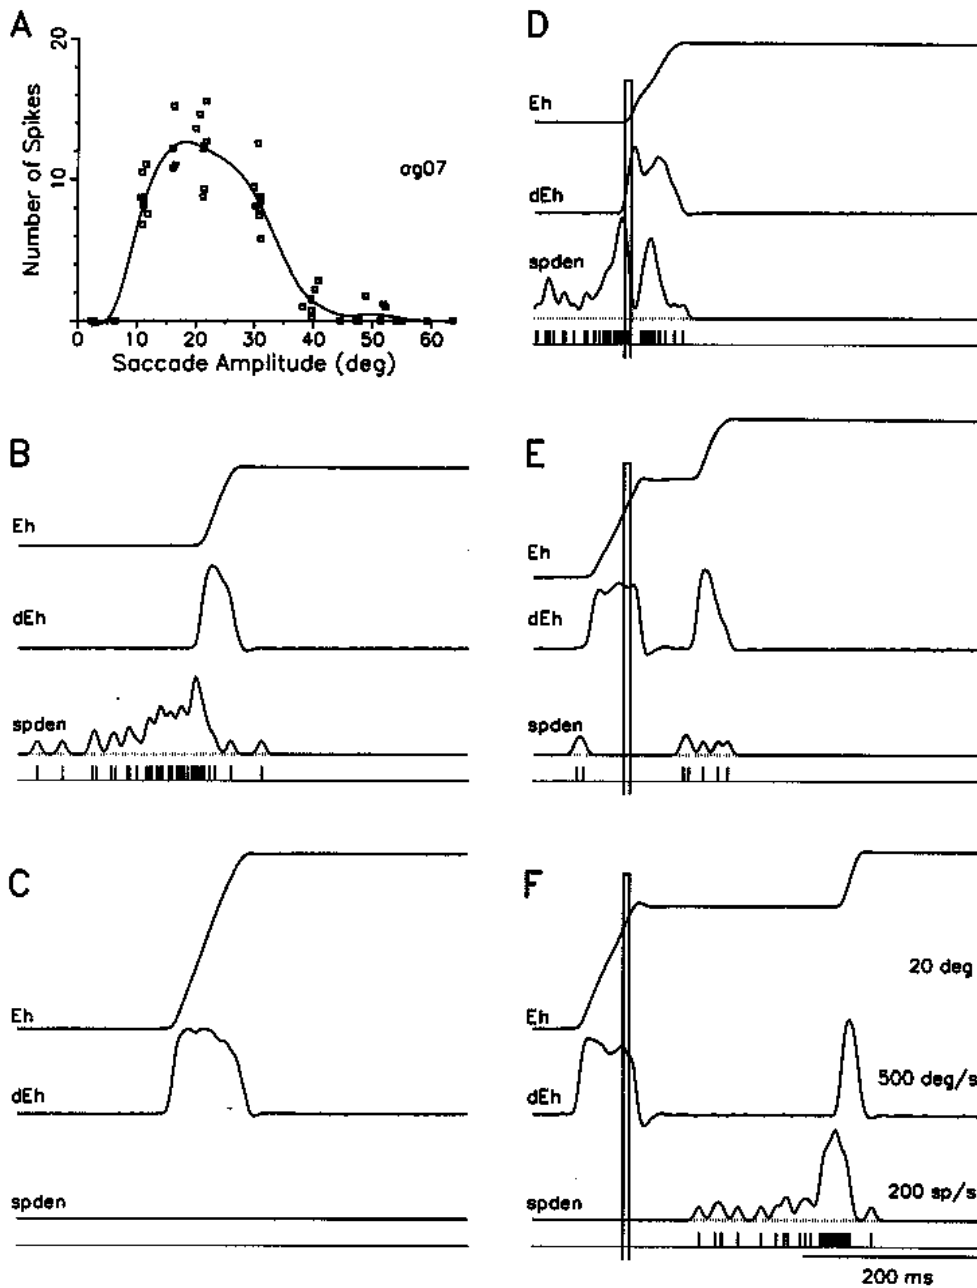 A
20
10
0
Number of Spikes
ag07
0 10 20 30 40 50 60
Saccade Amplitude (deg)
B
Eh
dEh
spden
C
Eh
dEh
spden
D
Eh
dEh
spden
E
Eh
dEh
spden
F
20 deg
Eh
500 deg/s
dEh
200 sp/s
spden
200 ms